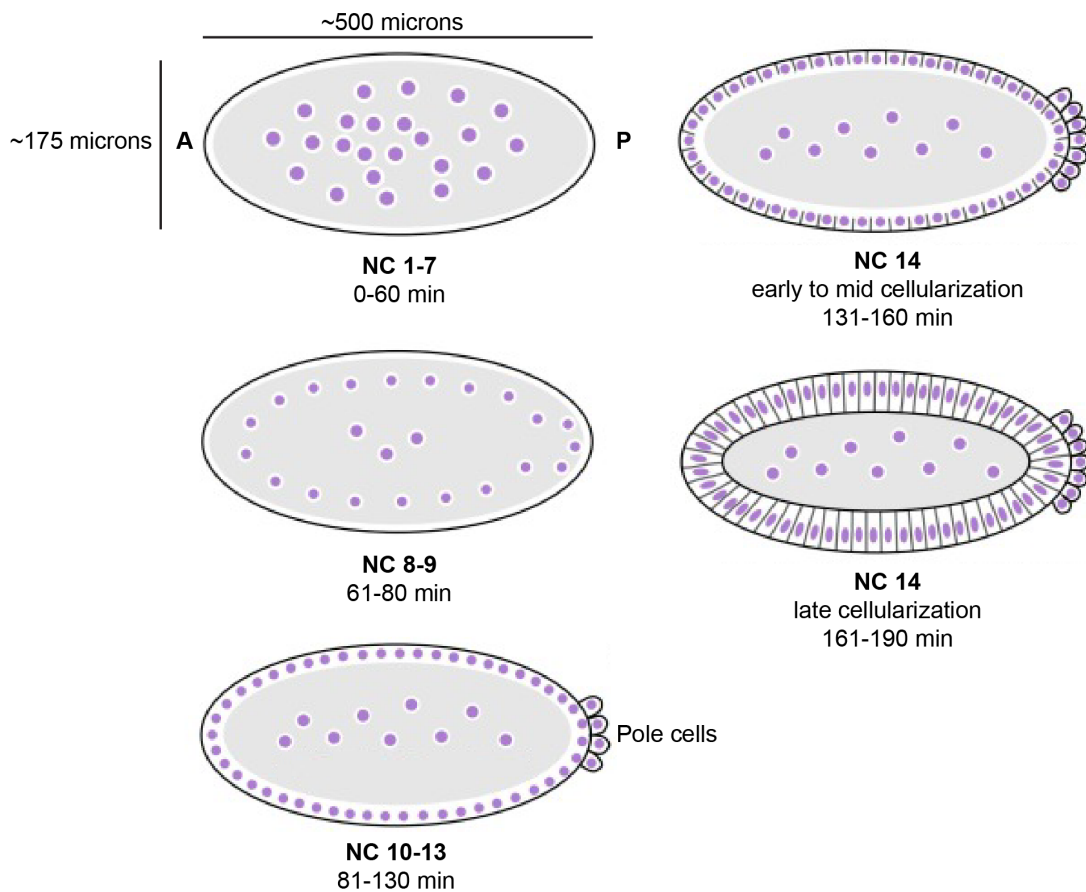 ~500 microns
~175 microns
A
P
NC 1-7
0-60 min
NC 8-9
61-80 min
Pole cells
NC 10-13
81-130 min
NC 14
early to mid cellularization
131-160 min
NC 14
late cellularization
161-190 min